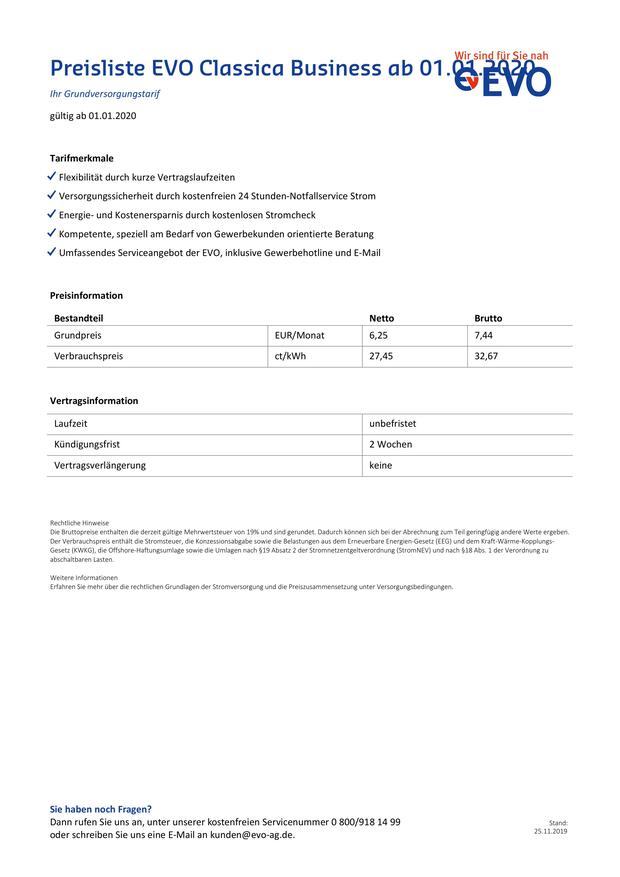 Wir sind für Sie nah
Preisliste EVO Classica Business ab 01.01.2020
EVO
Ihr Grundversorgungstarif
gültig ab 01.01.2020
Tarifmerkmale
✓ Flexibilität durch kurze Vertragslaufzeiten
✓ Versorgungssicherheit durch kostenfreien 24 Stunden-Notfallservice Strom
✓ Energie- und Kostenersparnis durch kostenlosen Stromcheck
✓ Kompetente, speziell am Bedarf von Gewerbekunden orientierte Beratung
✓ Umfassendes Serviceangebot der EVO, inklusive Gewerbehotline und E-Mail
Preisinformation
Bestandteil Netto Brutto
Grundpreis EUR/Monat 6,25 7,44
Verbrauchspreis ct/kWh 27,45 32,67
Vertragsinformation
Laufzeit unbefristet
Kündigungsfrist 2 Wochen
Vertragsverlängerung keine
Rechtliche Hinweise
Die Bruttopreise enthalten die derzeit gültige Mehrwertsteuer von 19% und sind gerundet. Dadurch können sich bei der Abrechnung zum Teil geringfügig andere Werte ergeben.
Der Verbrauchspreis enthält die Stromsteuer, die Konzessionsabgabe sowie die Belastungen aus dem Erneuerbare Energien-Gesetz (EEG) und dem Kraft-Wärme-Kopplungs-
Gesetz (KWKG), die Offshore-Haftungsumlage sowie die Umlagen nach §19 Absatz 2 der Stromnetzentgeltverordnung (StromNEV) und nach §18 Abs. 1 der Verordnung zu
abschaltbaren Lasten.
Weitere Informationen
Erfahren Sie mehr über die rechtlichen Grundlagen der Stromversorgung und die Preiszusammensetzung unter Versorgungsbedingungen.
Sie haben noch Fragen?
Dann rufen Sie uns an, unter unserer kostenfreien Servicenummer 0 800/918 14 99
oder schreiben Sie uns eine E-Mail an kunden@evo-ag.de.
Stand:
25.11.2019